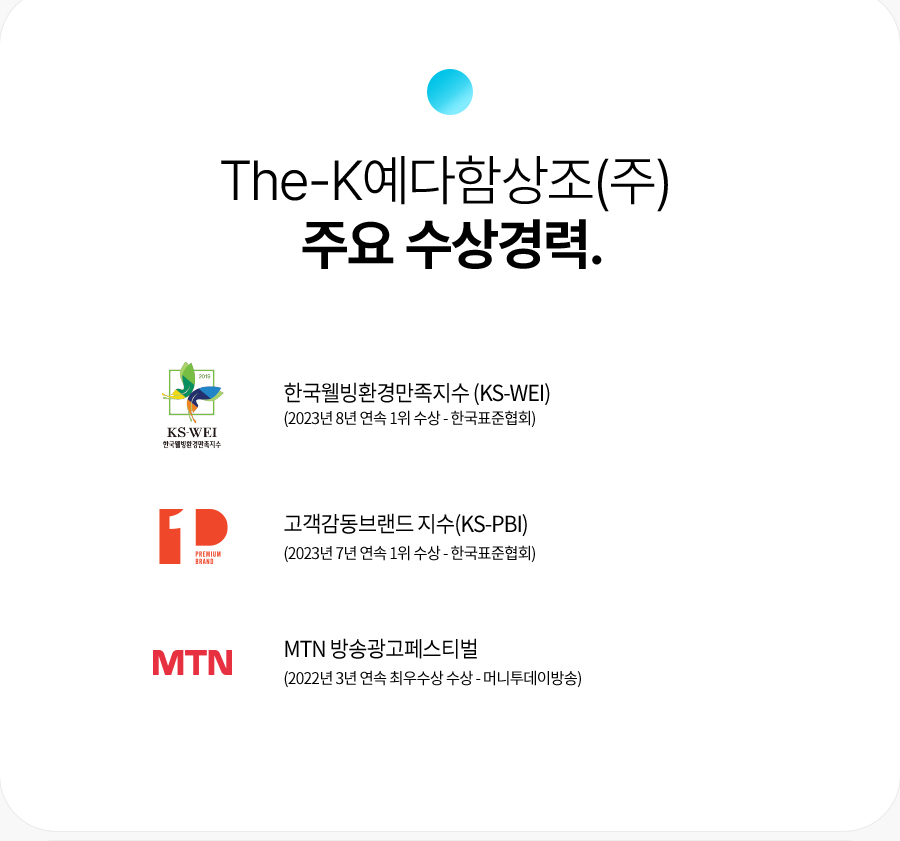 The-K예다함상조(주)
주요 수상경력.
2019
KS-WEI
한국웰빙환경만족지수
한국웰빙환경만족지수 (KS-WEI)
(2023년 8년 연속 1위 수상 - 한국표준협회)
1P
PREMIUM
BRAND
고객감동브랜드 지수(KS-PBI)
(2023년 7년 연속 1위 수상 - 한국표준협회)
MTN
MTN 방송광고페스티벌
(2022년 3년 연속 최우수상 수상 - 머니투데이방송)